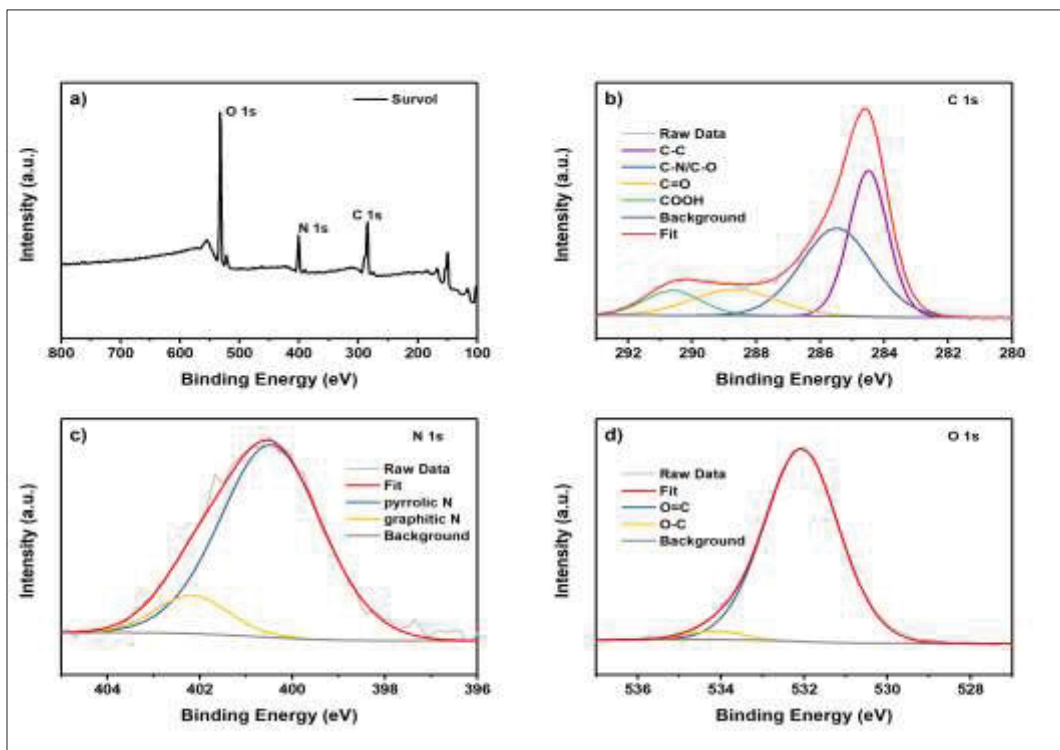 a)
Survol
O 1s
N 1s
C 1s
Intensity (a.u.)
800 700 600 500 400 300 200 100
Binding Energy (eV)
b)
C 1s
Raw Data
C-C
C-N/C-O
C=O
COOH
Background
Fit
Intensity (a.u.)
292 290 288 286 284 282 280
Binding Energy (eV)
c)
N 1s
Raw Data
Fit
pyrrolic N
graphitic N
Background
Intensity (a.u.)
404 402 400 398 396
Binding Energy (eV)
d)
O 1s
Raw Data
Fit
O=C
O-C
Background
Intensity (a.u.)
536 534 532 530 528
Binding Energy (eV)